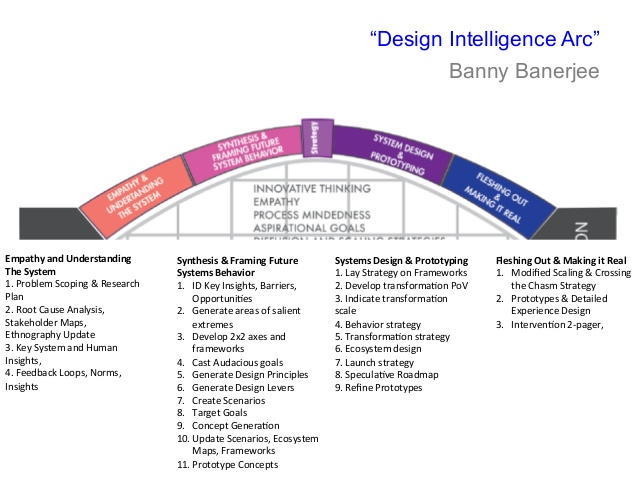 “Design Intelligence Arc”
Banny Banerjee
EMPATHY &
UNDERSTANDING
THE SYSTEM
SYNTHESIS &
FRAMING FUTURE
SYSTEM BEHAVIOR
Strategy
SYSTEM DESIGN
&
PROTOTYPING
FLESHING OUT
&
MAKING IT REAL
INNOVATIVE THINKING
EMPATHY
PROCESS MINDEDNESS
ASPIRATIONAL GOALS
DIFFUSION AND SCALING STRATEGIES
ION
Empathy and Understanding
The System
1. Problem Scoping & Research
Plan
2. Root Cause Analysis,
Stakeholder Maps,
Ethnography Update
3. Key System and Human
Insights,
4. Feedback Loops, Norms,
Insights
Synthesis & Framing Future
Systems Behavior
1. ID Key Insights, Barriers,
Opportunities
2. Generate areas of salient
extremes
3. Develop 2x2 axes and
frameworks
4. Cast Audacious goals
5. Generate Design Principles
6. Generate Design Levers
7. Create Scenarios
8. Target Goals
9. Concept Generation
10. Update Scenarios, Ecosystem
Maps, Frameworks
11. Prototype Concepts
Systems Design & Prototyping
1. Lay Strategy on Frameworks
2. Develop transformation PoV
3. Indicate transformation
scale
4. Behavior strategy
5. Transformation strategy
6. Ecosystem design
7. Launch strategy
8. Speculative Roadmap
9. Refine Prototypes
Fleshing Out & Making it Real
1. Modified Scaling & Crossing
the Chasm Strategy
2. Prototypes & Detailed
Experience Design
3. Intervention 2-pager,